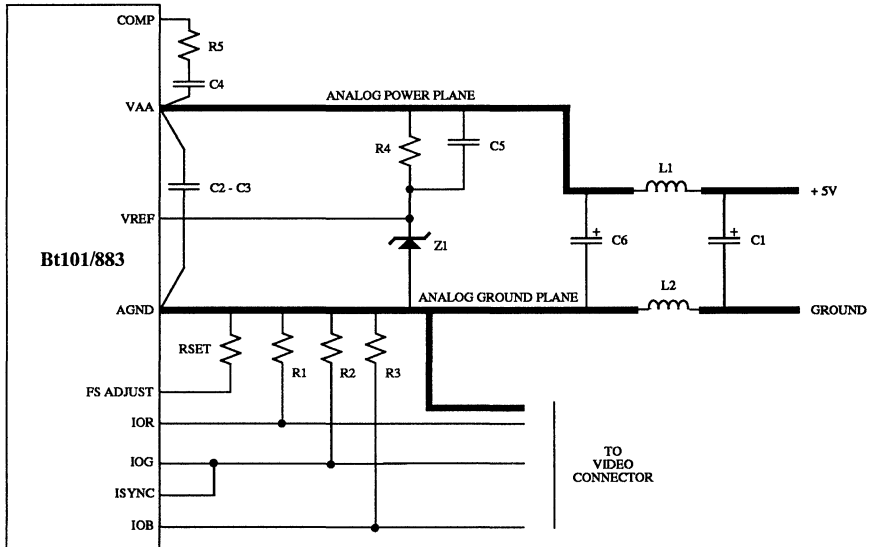 COMP
R5
C4
VAA
ANALOG POWER PLANE
R4
C5
L1
+ 5V
C2 - C3
VREF
Z1
+
C6
+
C1
Bt101/883
L2
ANALOG GROUND PLANE
AGND
GROUND
RSET
R1
R2
R3
FS ADJUST
IOR
IOG
TO
VIDEO
CONNECTOR
ISYNC
IOB